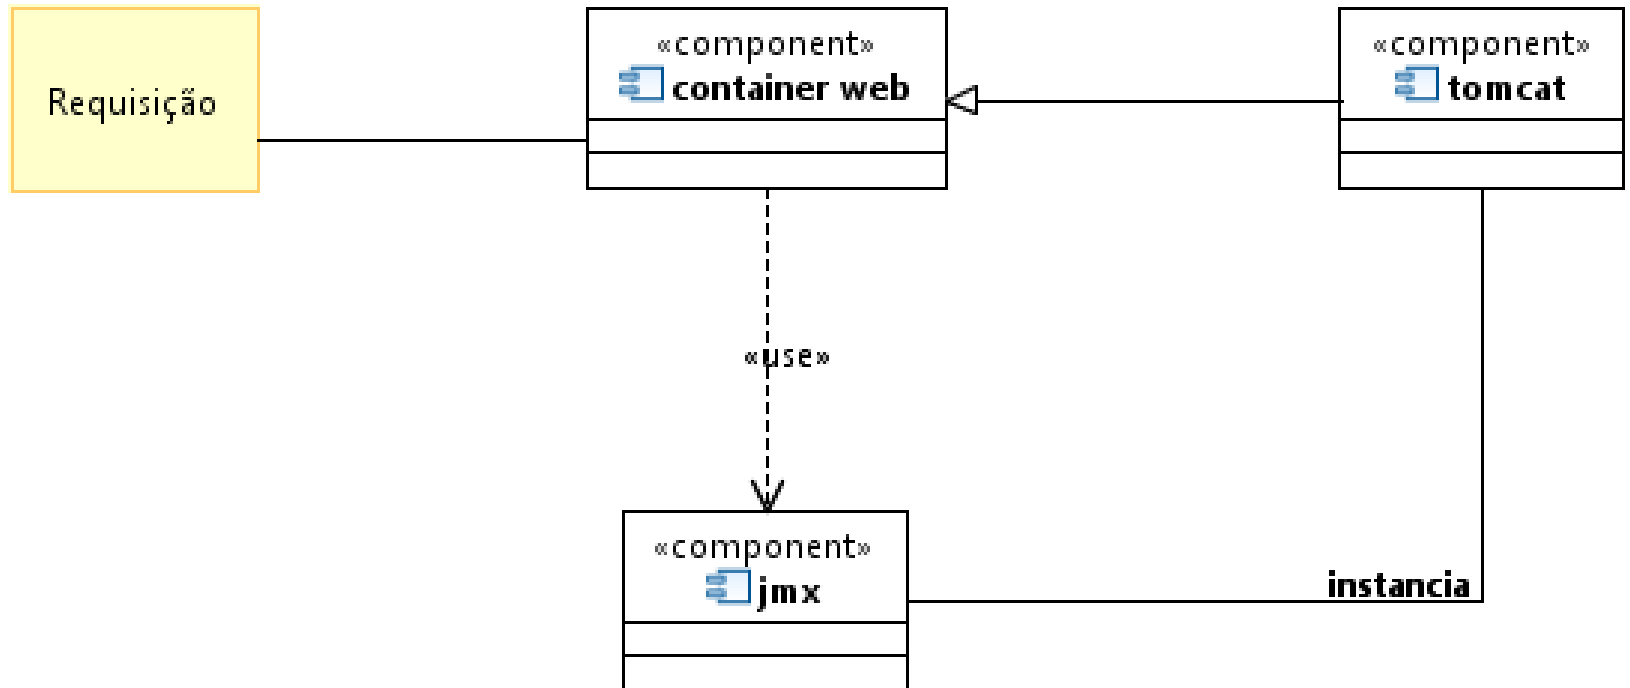 Requisição
«component»
container web
«component»
tomcat
«use»
«component»
jmx
instancia